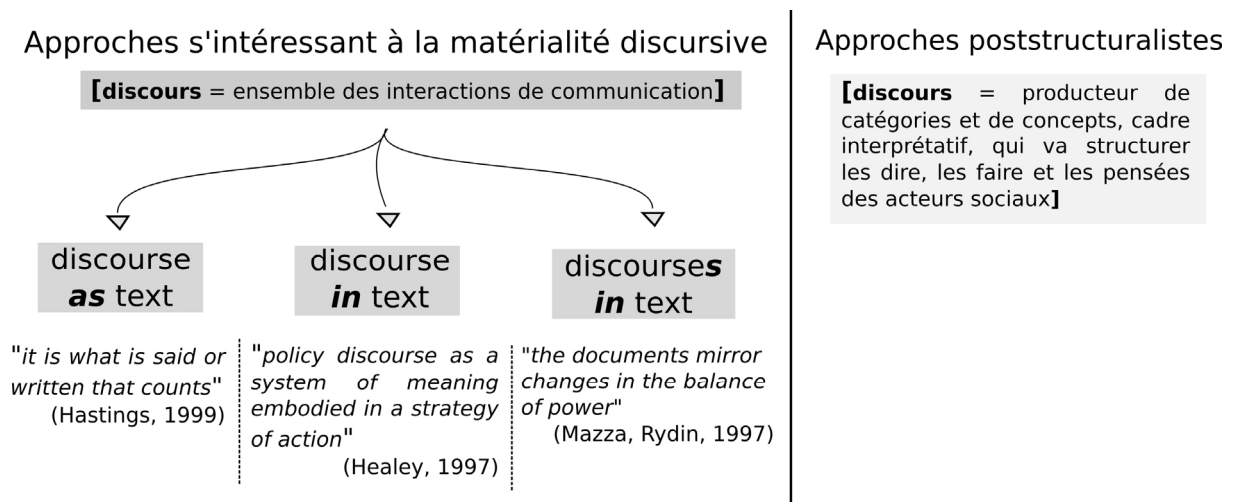 Approches s'intéressant à la matérialité discursive
[discours = ensemble des interactions de communication]
discourse
as text
"it is what is said or
written that counts"
(Hastings, 1999)
discourse
in text
"policy discourse as a
system of meaning
embodied in a strategy
of action"
(Healey, 1997)
discourses
in text
"the documents mirror
changes in the balance
of power"
(Mazza, Rydin, 1997)
Approches poststructuralistes
[discours = producteur de
catégories et de concepts, cadre
interprétatif, qui va structurer
les dire, les faire et les pensées
des acteurs sociaux]